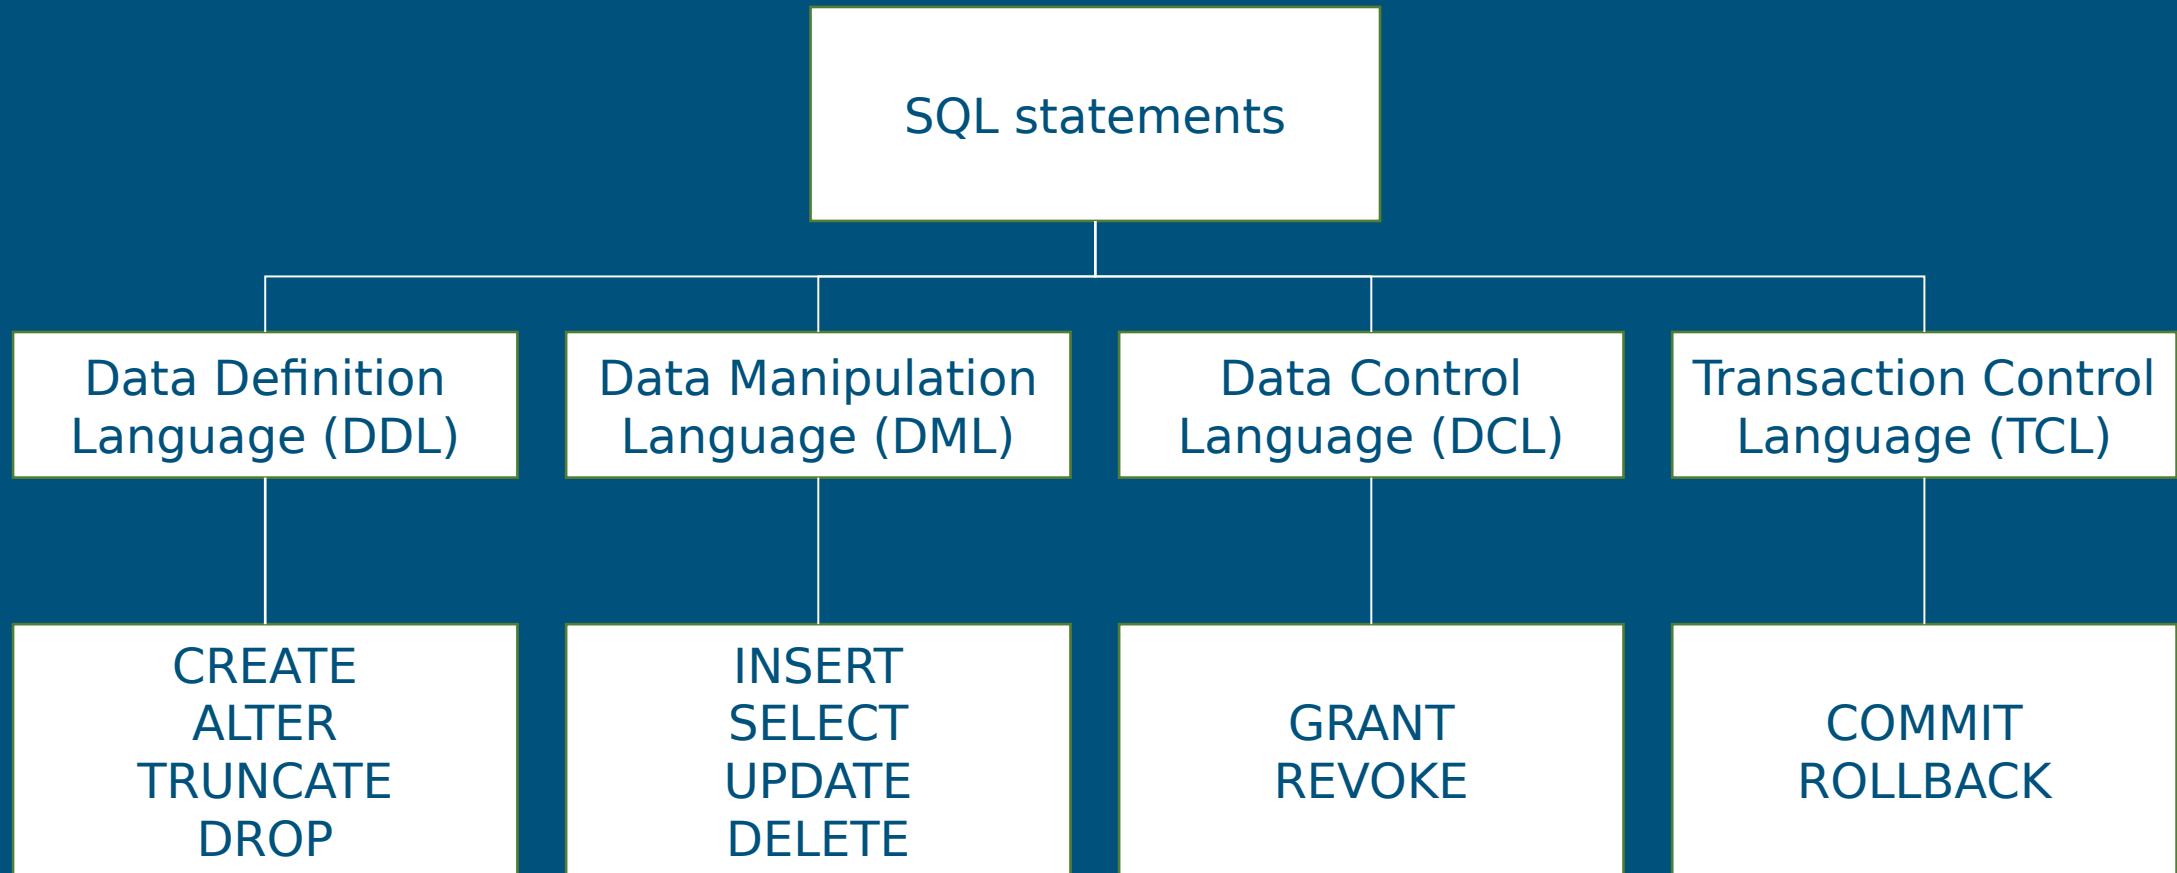 SQL statements
Data Definition
Language (DDL)
Data Manipulation
Language (DML)
Data Control
Language (DCL)
Transaction Control
Language (TCL)
CREATE
ALTER
TRUNCATE
DROP
INSERT
SELECT
UPDATE
DELETE
GRANT
REVOKE
COMMIT
ROLLBACK